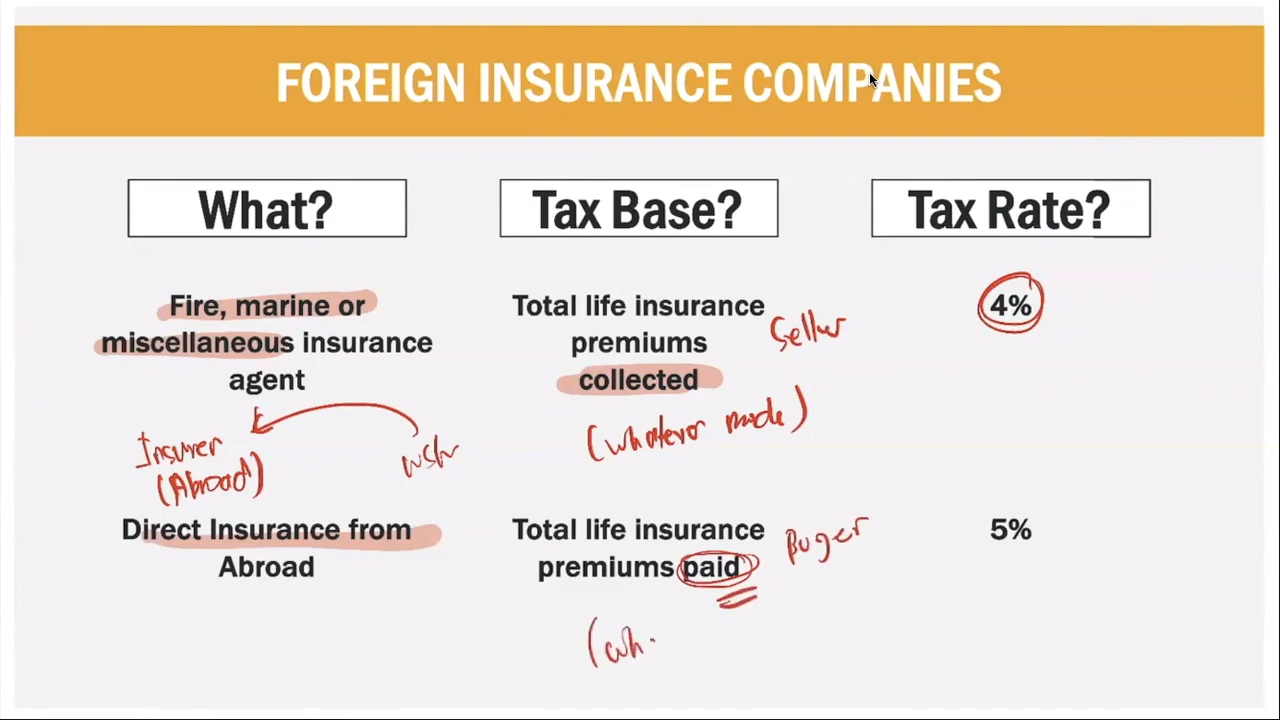 FOREIGN INSURANCE COMPANIES
What?
Tax Base?
Tax Rate?
Fire, marine or
miscellaneous insurance
agent
Total life insurance
premiums
collected
Seller
4%
(whatever mode)
Insurer
(Abroad)
Direct Insurance from
Abroad
Total life insurance
premiums paid
Buyer
5%
(wh.